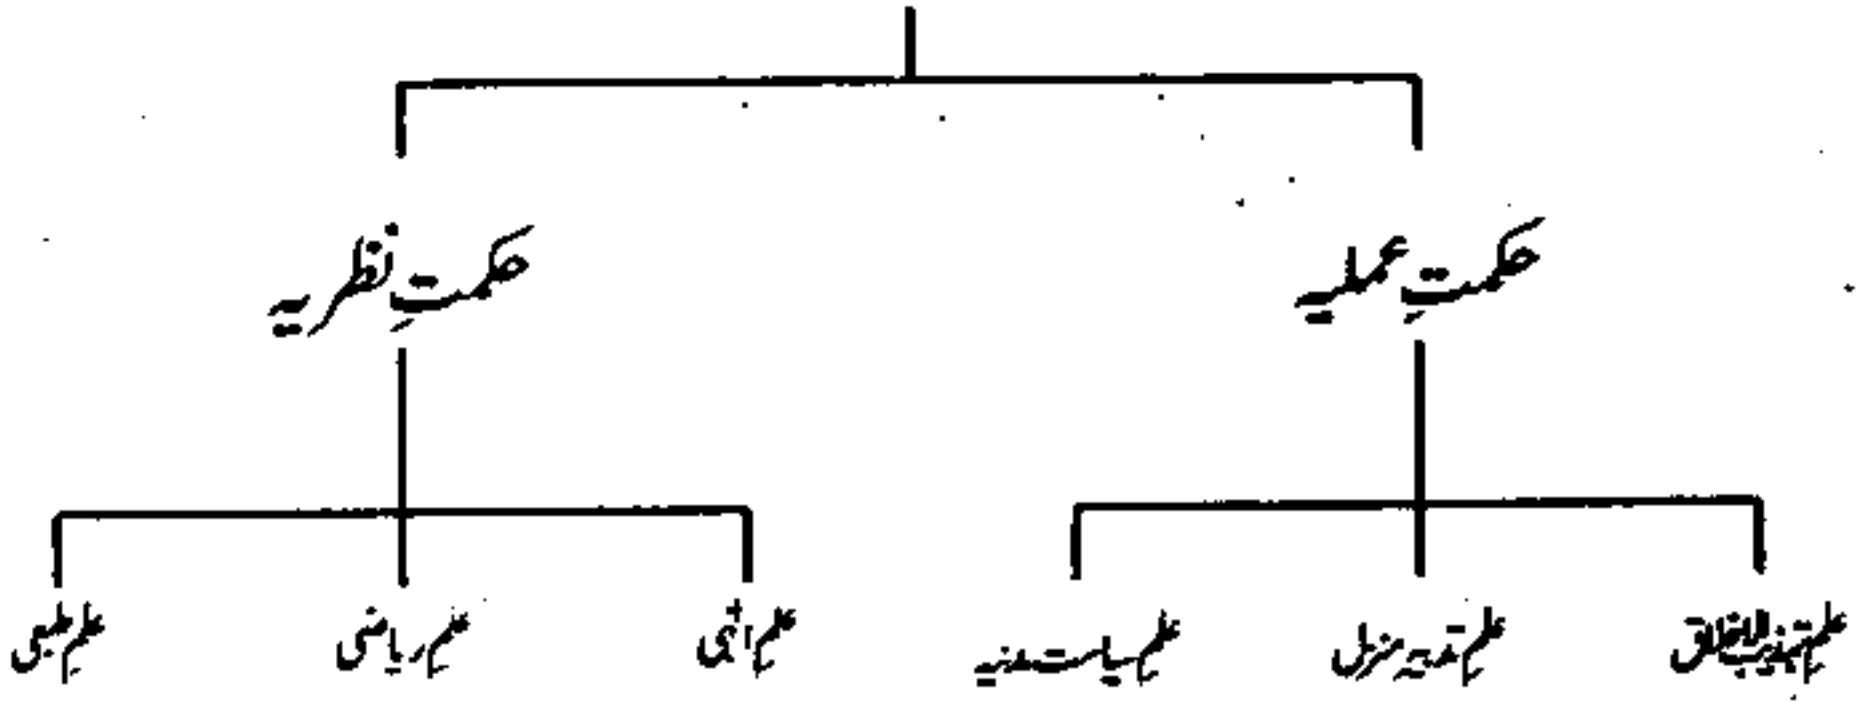 حکمتِ عملیہ
حکمتِ نظریہ
علمِ تہذیب الاخلاق
علمِ تدبیر منزل
علمِ سیاست مدنیہ
علمِ الٰہی
علمِ ریاضی
علمِ طبعی